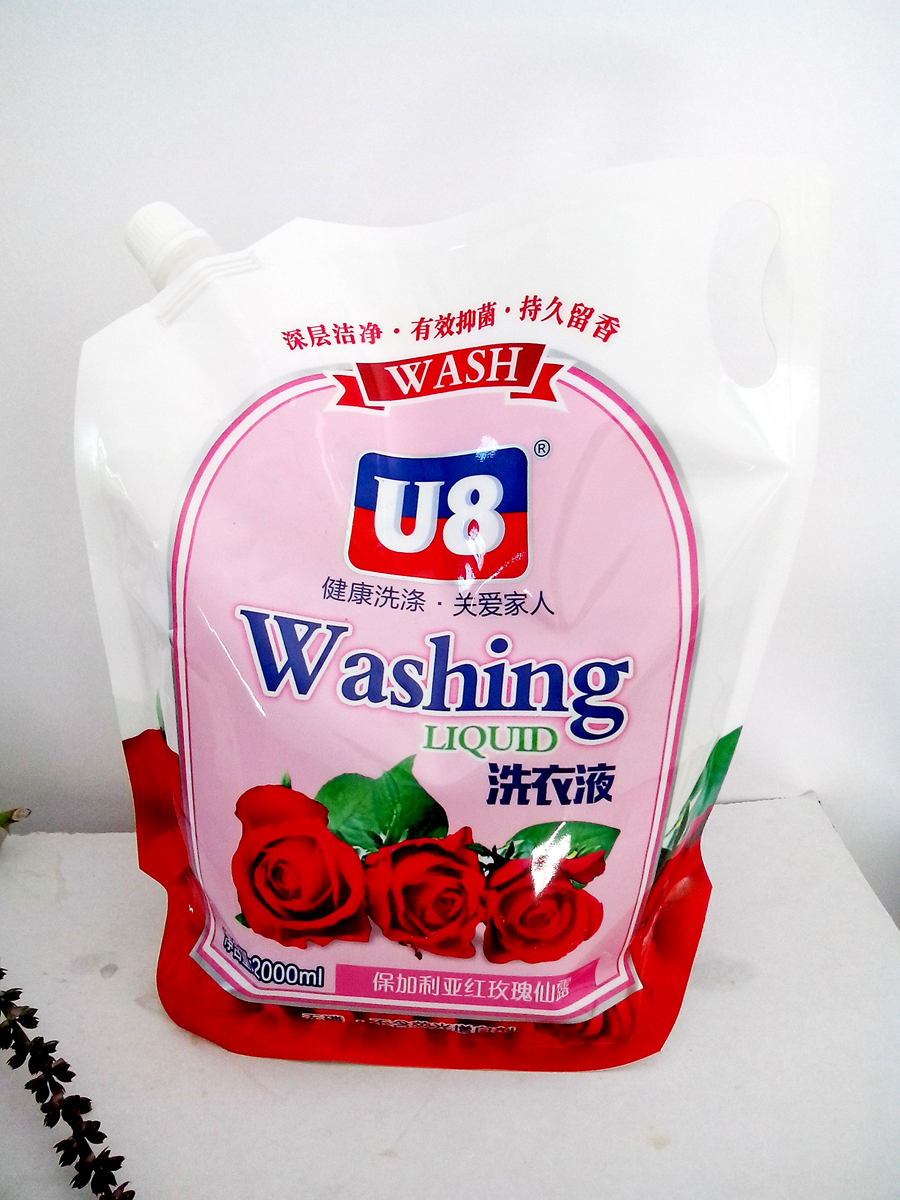 深层洁净·有效抑菌·持久留香
WASH
U8®
健康洗涤·关爱家人
Washing
LIQUID
洗衣液
2000ml
保加利亚红玫瑰仙露